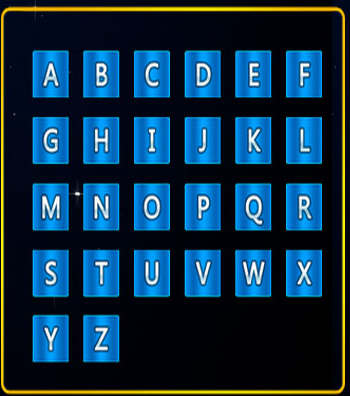 A B C D E F
G H I J K L
M N O P Q R
S T U V W X
Y Z